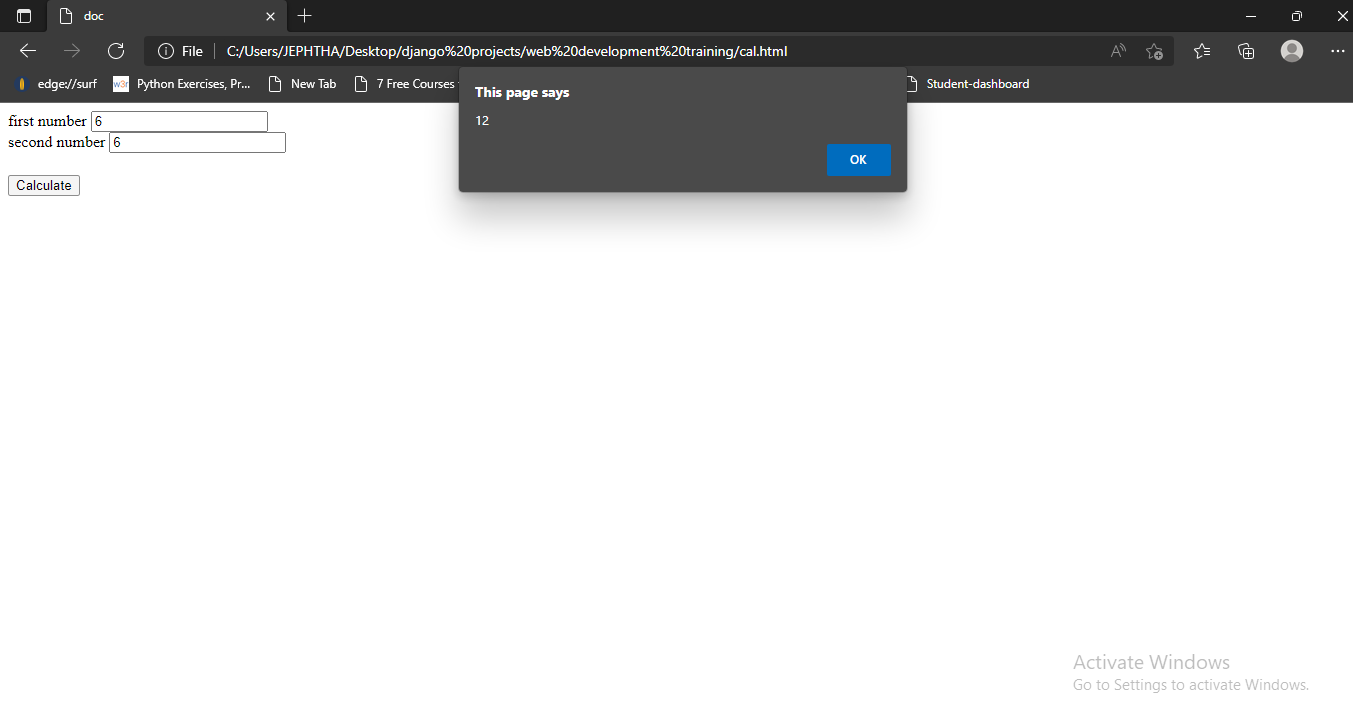 doc
File C:/Users/JEPHTHA/Desktop/django%20projects/web%20development%20training/cal.html
edge://surf w3r Python Exercises, Pr... New Tab 7 Free Courses Student-dashboard
This page says
12
OK
first number 6
second number 6
Calculate
Activate Windows
Go to Settings to activate Windows.